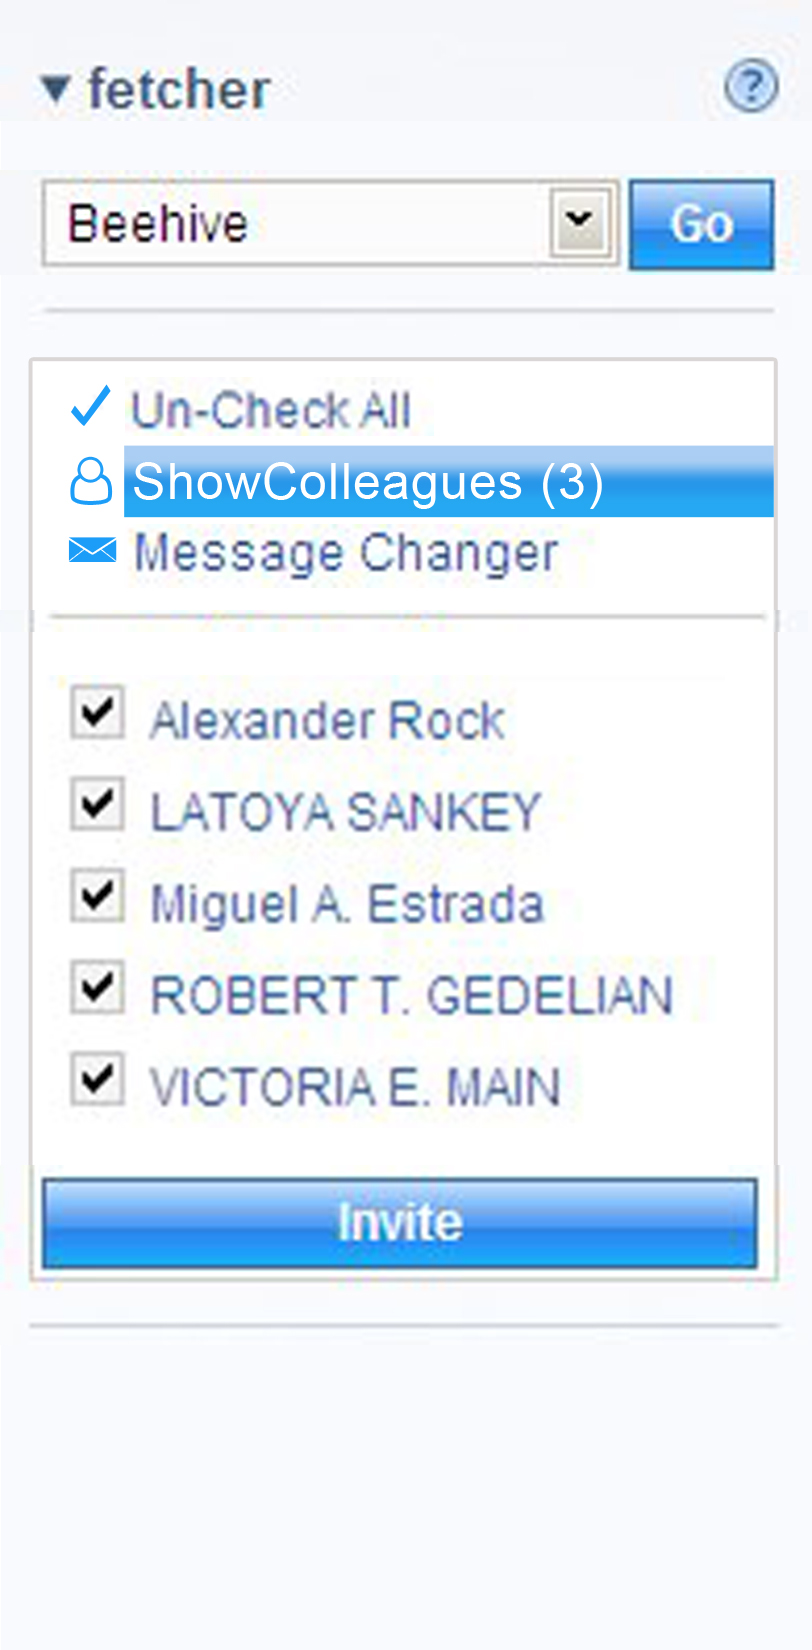 fetcher ?
Beehive Go
Un-Check All
ShowColleagues (3)
Message Changer
Alexander Rock
LATOYA SANKEY
Miguel A. Estrada
ROBERT T. GEDELIAN
VICTORIA E. MAIN
Invite